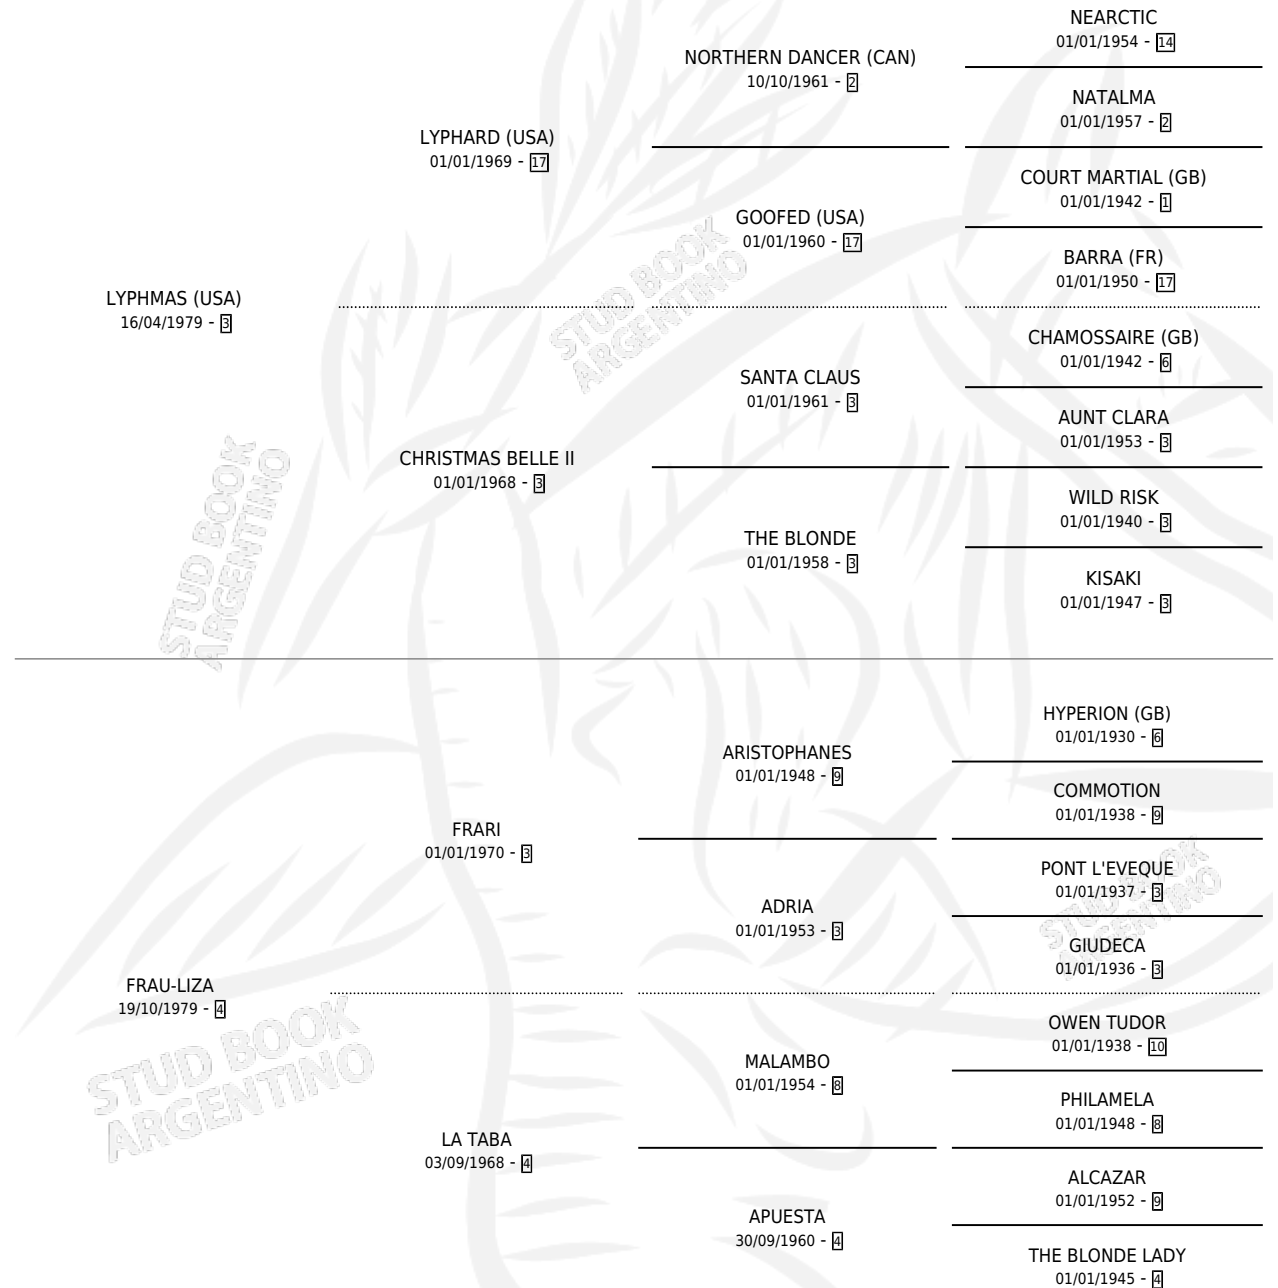 NEARCTIC
01/01/1954 - 14
NORTHERN DANCER (CAN)
10/10/1961 - 2
NATALMA
01/01/1957 - 2
LYPHARD (USA)
01/01/1969 - 17
COURT MARTIAL (GB)
01/01/1942 - 1
GOOFED (USA)
01/01/1960 - 17
BARRA (FR)
01/01/1950 - 17
LYPHMAS (USA)
16/04/1979 - 3
STUD BOOK
ARGENTINO
CHAMOSSAIRE (GB)
01/01/1942 - 6
SANTA CLAUS
01/01/1961 - 3
AUNT CLARA
01/01/1953 - 3
CHRISTMAS BELLE II
01/01/1968 - 3
WILD RISK
01/01/1940 - 3
THE BLONDE
01/01/1958 - 3
KISAKI
01/01/1947 - 3
STUD BOOK
ARGENTINO
HYPERION (GB)
01/01/1930 - 6
ARISTOPHANES
01/01/1948 - 9
COMMOTION
01/01/1938 - 9
FRARI
01/01/1970 - 3
PONT L'EVEQUE
01/01/1937 - 3
ADRIA
01/01/1953 - 3
GIUDECA
01/01/1936 - 3
STUD BOOK
ARGENTINO
FRAU-LIZA
19/10/1979 - 4
STUD BOOK
ARGENTINO
OWEN TUDOR
01/01/1938 - 10
MALAMBO
01/01/1954 - 8
PHILAMELA
01/01/1948 - 8
LA TABA
03/09/1968 - 4
ALCAZAR
01/01/1952 - 9
APUESTA
30/09/1960 - 4
THE BLONDE LADY
01/01/1945 - 4